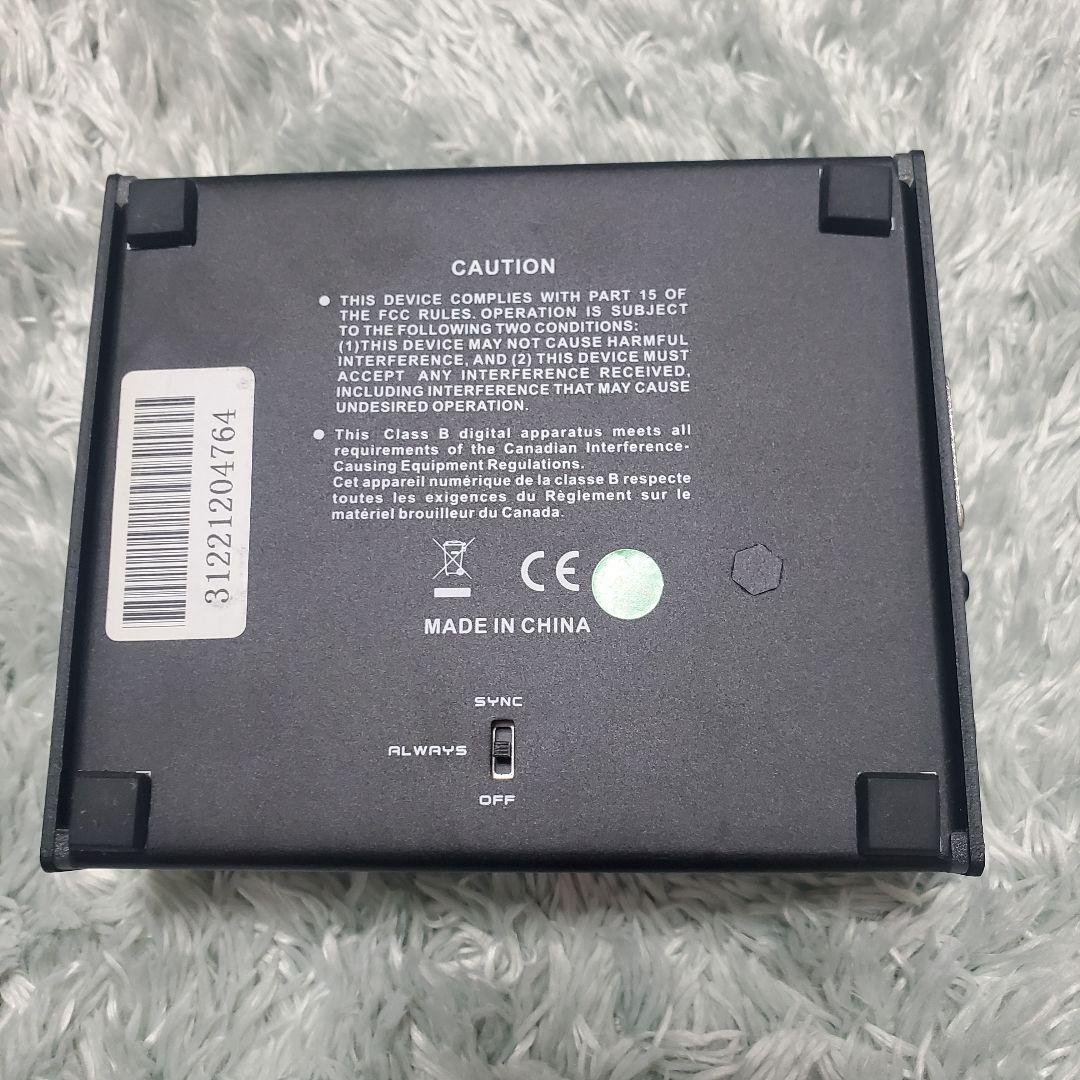 CAUTION
● THIS DEVICE COMPLIES WITH PART 15 OF
THE FCC RULES. OPERATION IS SUBJECT
TO THE FOLLOWING TWO CONDITIONS:
(1)THIS DEVICE MAY NOT CAUSE HARMFUL
INTERFERENCE, AND (2) THIS DEVICE MUST
ACCEPT ANY INTERFERENCE RECEIVED,
INCLUDING INTERFERENCE THAT MAY CAUSE
UNDESIRED OPERATION.
● This Class B digital apparatus meets all
requirements of the Canadian Interference-
Causing Equipment Regulations.
Cet appareil numérique de la classe B respecte
toutes les exigences du Règlement sur le
matériel brouilleur du Canada.
CE
MADE IN CHINA
312212047​64
SYNC
ALWAYS
OFF